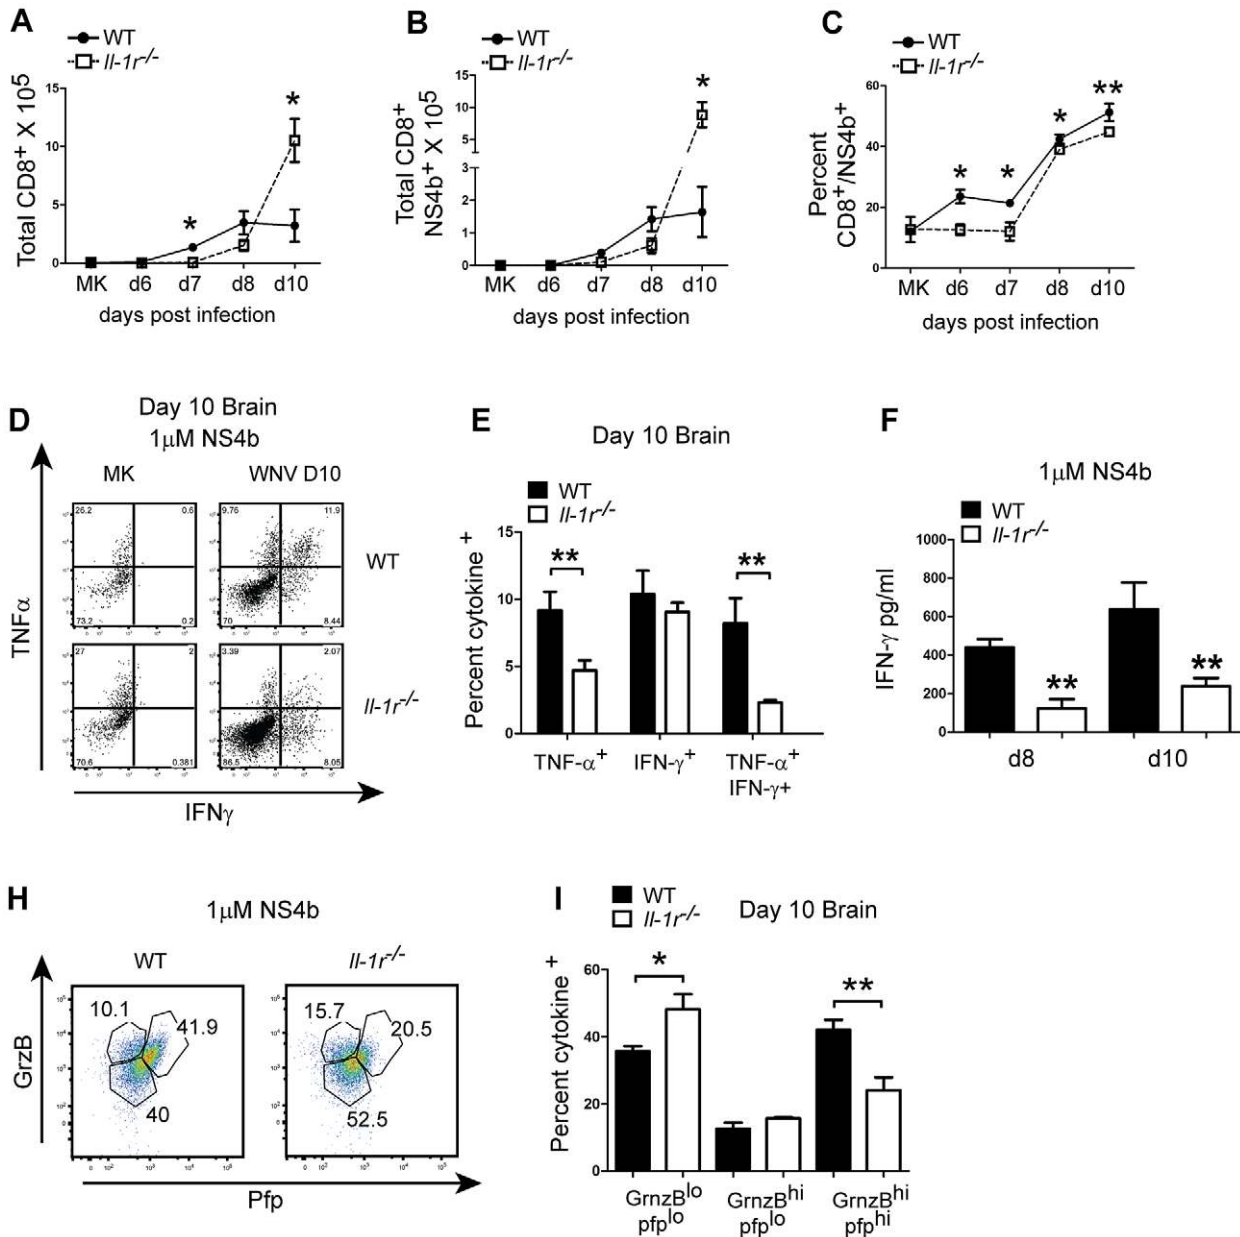 A
WT
Il-1r-/-
Total CD8+ X 10^5
15
10
5
0
MK d6 d7 d8 d10
days post infection
*
*
B
WT
Il-1r-/-
Total CD8+
NS4b+ X 10^5
15
10
5
3
2
1
0
MK d6 d7 d8 d10
days post infection
*
C
WT
Il-1r-/-
Percent
CD8+/NS4b+
60
40
20
0
MK d6 d7 d8 d10
days post infection
* * * **
D
Day 10 Brain
1μM NS4b
MK WNV D10
26.2 0.6
73.2 0.2
9.76 11.9
70 8.44
WT
27 2
70.6 0.381
3.39 2.07
86.5 8.05
Il-1r-/-
TNFα
IFNγ
E
Day 10 Brain
WT
Il-1r-/-
Percent cytokine +
15
10
5
0
** **
TNF-α+ IFN-γ+ TNF-α+
IFN-γ+
F
1μM NS4b
WT
Il-1r-/-
IFN-γ pg/ml
1000
800
600
400
200
0
** **
d8 d10
H
1μM NS4b
WT Il-1r-/-
10.1 41.9
40
15.7 20.5
52.5
GrzB
Pfp
I
WT
Il-1r-/-
Day 10 Brain
Percent cytokine +
60
40
20
0
* **
GrnzBlo GrnzBhi GrnzBhi
pfplo pfplo pfphi